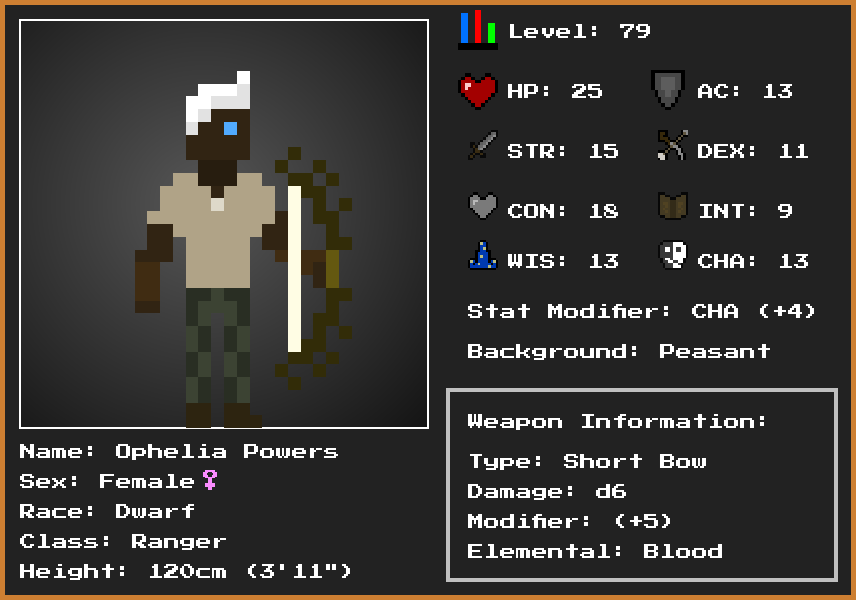 Level: 79
HP: 25
AC: 13
STR: 15
DEX: 11
CON: 18
INT: 9
WIS: 13
CHA: 13
Stat Modifier: CHA (+4)
Background: Peasant
Weapon Information:
Type: Short Bow
Damage: d6
Modifier: (+5)
Elemental: Blood
Name: Ophelia Powers
Sex: Female♀
Race: Dwarf
Class: Ranger
Height: 120cm (3'11")